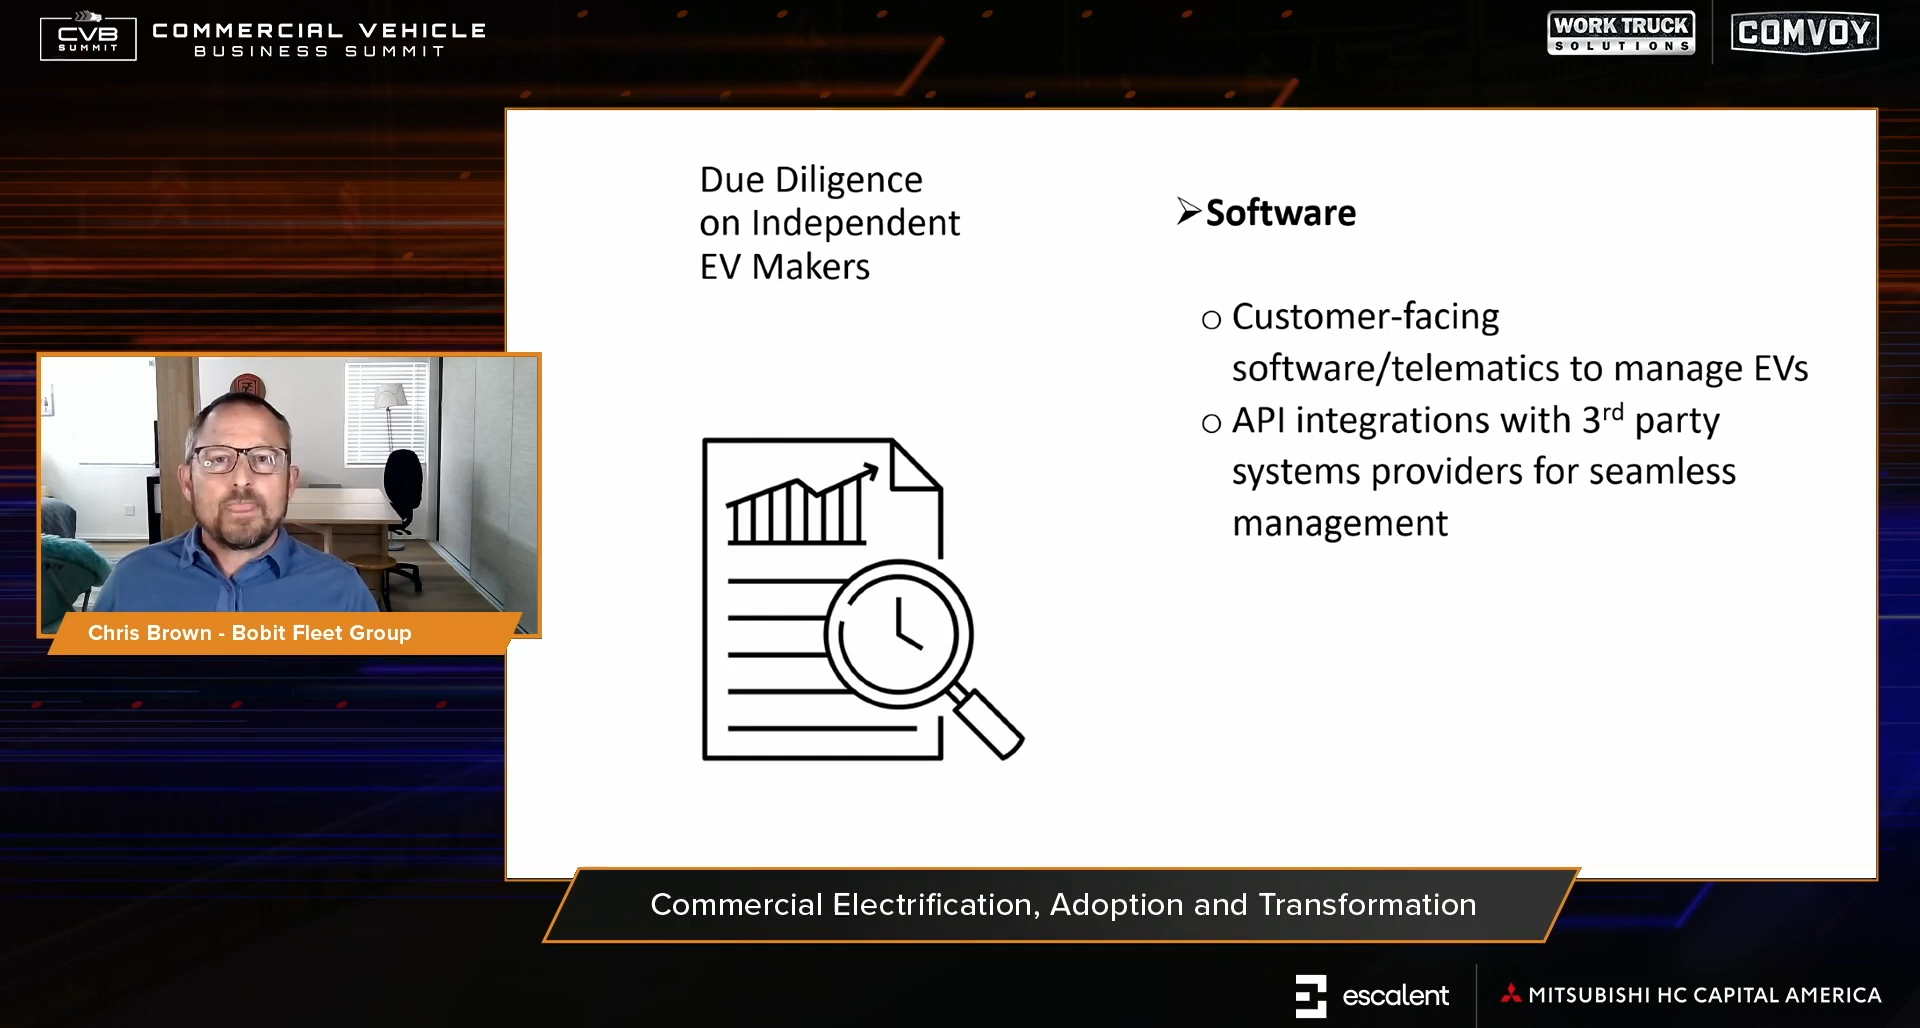 CVB
SUMMIT
COMMERCIAL VEHICLE
BUSINESS SUMMIT
WORK TRUCK
SOLUTIONS
COMVOY
Due Diligence
on Independent
EV Makers
➢Software
o Customer-facing
software/telematics to manage EVs
o API integrations with 3rd party
systems providers for seamless
management
Chris Brown - Bobit Fleet Group
Commercial Electrification, Adoption and Transformation
escalent
MITSUBISHI HC CAPITAL AMERICA